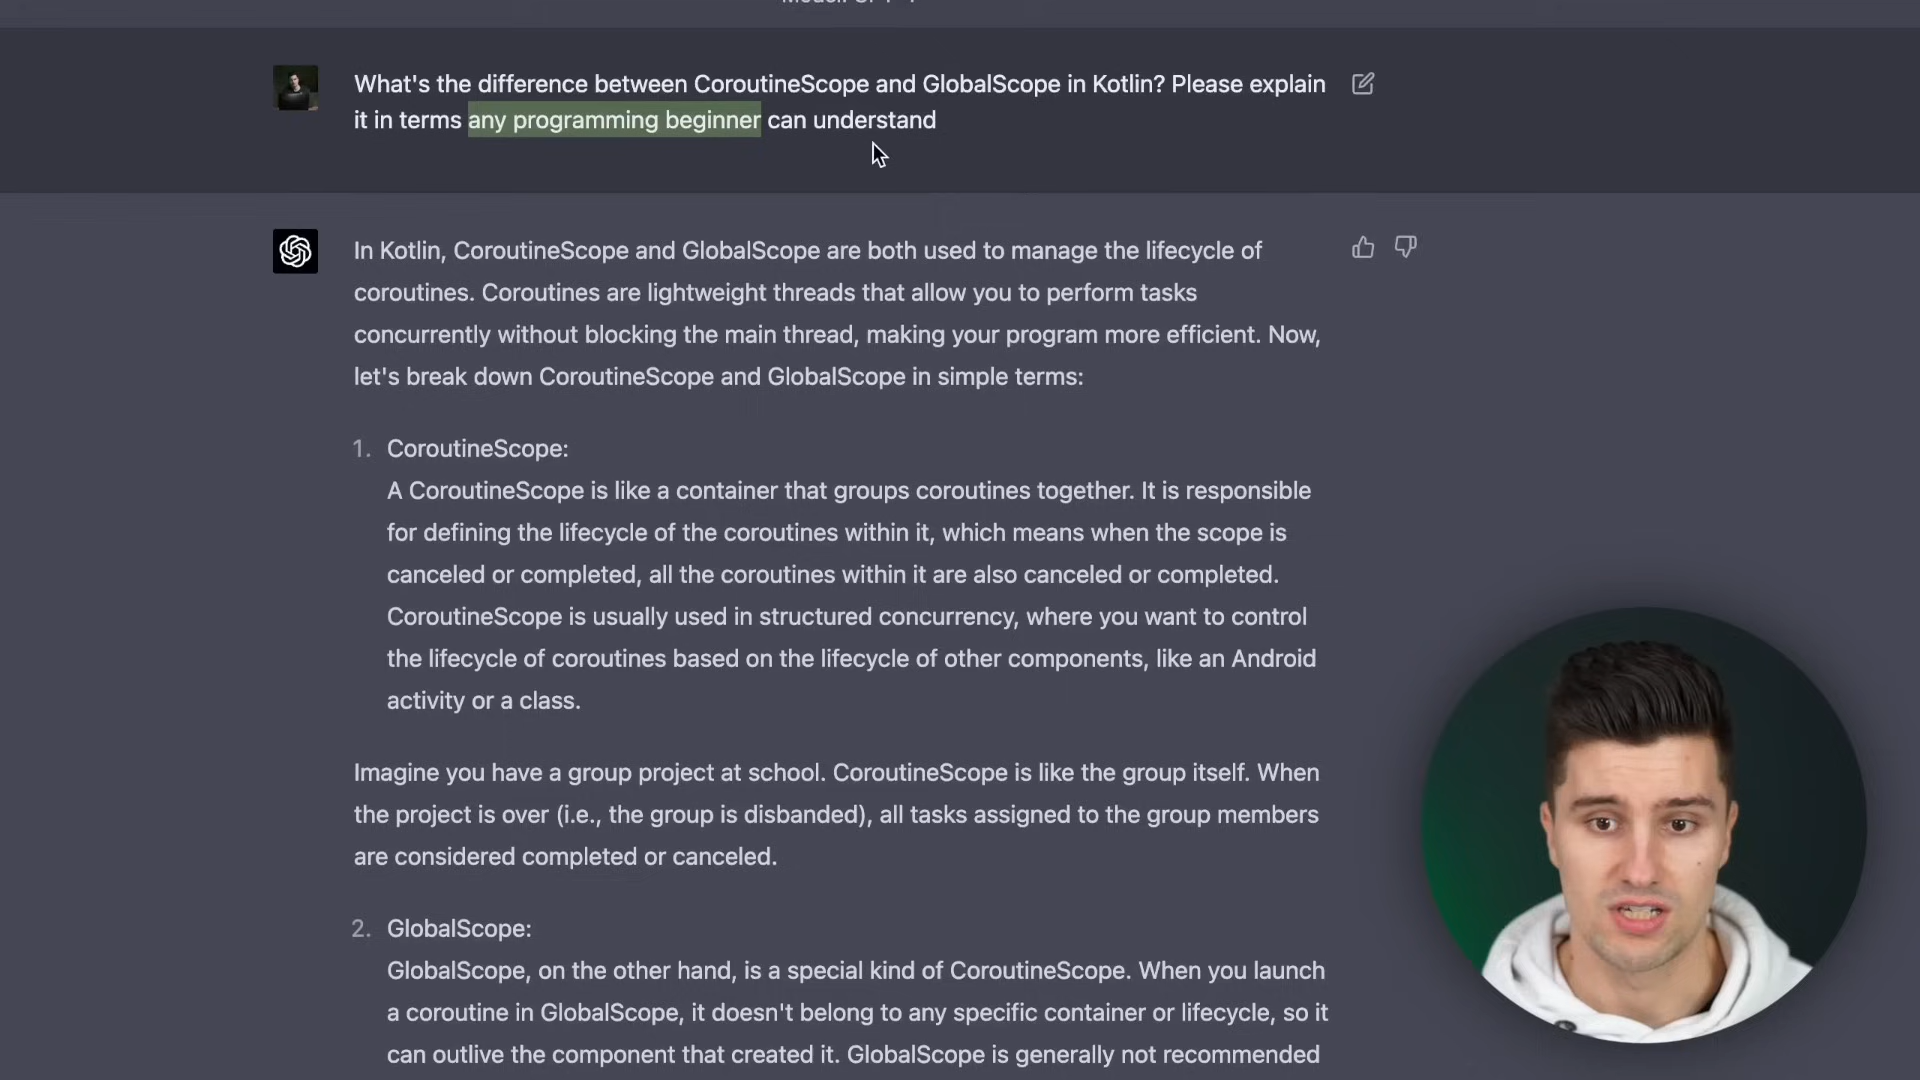 What's the difference between CoroutineScope and GlobalScope in Kotlin? Please explain
it in terms any programming beginner can understand
In Kotlin, CoroutineScope and GlobalScope are both used to manage the lifecycle of
coroutines. Coroutines are lightweight threads that allow you to perform tasks
concurrently without blocking the main thread, making your program more efficient. Now,
let's break down CoroutineScope and GlobalScope in simple terms:
1. CoroutineScope:
A CoroutineScope is like a container that groups coroutines together. It is responsible
for defining the lifecycle of the coroutines within it, which means when the scope is
canceled or completed, all the coroutines within it are also canceled or completed.
CoroutineScope is usually used in structured concurrency, where you want to control
the lifecycle of coroutines based on the lifecycle of other components, like an Android
activity or a class.
Imagine you have a group project at school. CoroutineScope is like the group itself. When
the project is over (i.e., the group is disbanded), all tasks assigned to the group members
are considered completed or canceled.
2. GlobalScope:
GlobalScope, on the other hand, is a special kind of CoroutineScope. When you launch
a coroutine in GlobalScope, it doesn't belong to any specific container or lifecycle, so it
can outlive the component that created it. GlobalScope is generally not recommended